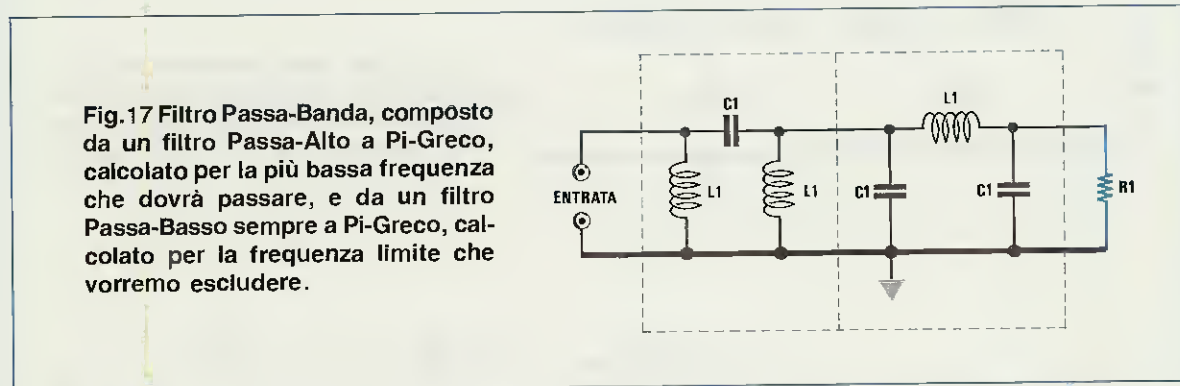 Fig.17 Filtro Passa-Banda, composto
da un filtro Passa-Alto a Pi-Greco,
calcolato per la più bassa frequenza
che dovrà passare, e da un filtro
Passa-Basso sempre a Pi-Greco, cal-
colato per la frequenza limite che
vorremo escludere.
ENTRATA
L1
C1
L1
C1
L1
C1
R1